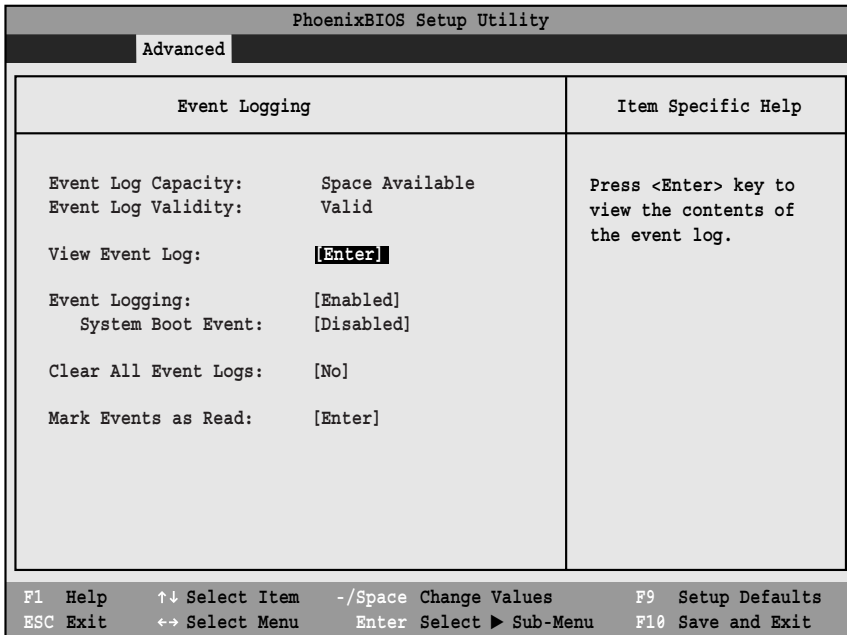 PhoenixBIOS Setup Utility
Advanced
Event Logging
Item Specific Help
Event Log Capacity: Space Available
Event Log Validity: Valid
View Event Log: [Enter]
Event Logging: [Enabled]
System Boot Event: [Disabled]
Clear All Event Logs: [No]
Mark Events as Read: [Enter]
Press <Enter> key to
view the contents of
the event log.
F1 Help ↑↓ Select Item -/Space Change Values F9 Setup Defaults
ESC Exit ←→ Select Menu Enter Select ▶ Sub-Menu F10 Save and Exit